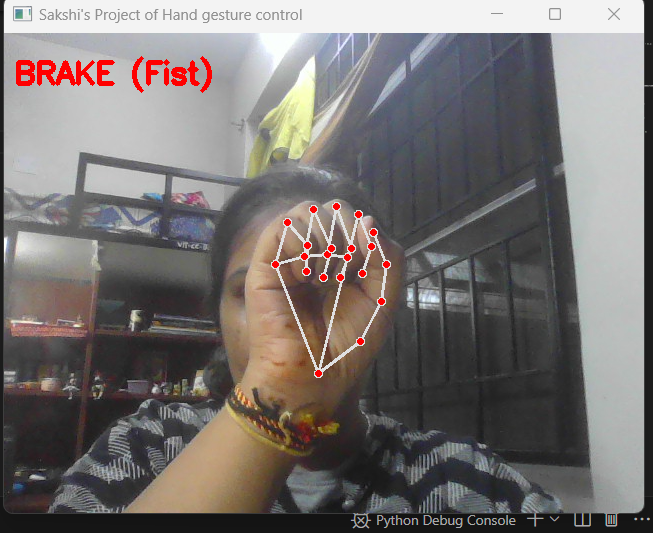 Sakshi's Project of Hand gesture control
BRAKE (Fist)
Python Debug Console